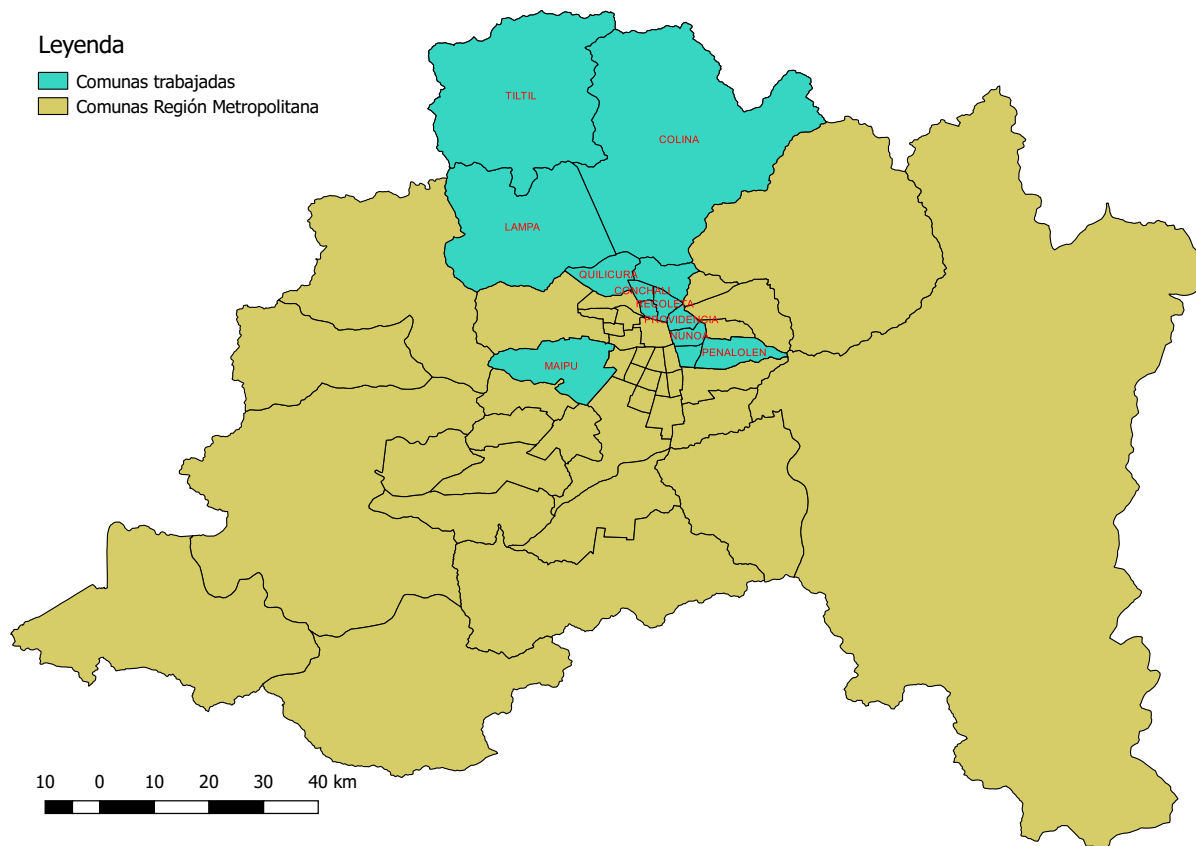 Leyenda
Comunas trabajadas
Comunas Región Metropolitana
TILTIL
COLINA
LAMPA
QUILICURA
CONCHALI
RECOLETA
PROVIDENCIA
NUNOA
PENALOLEN
MAIPU
10 0 10 20 30 40 km